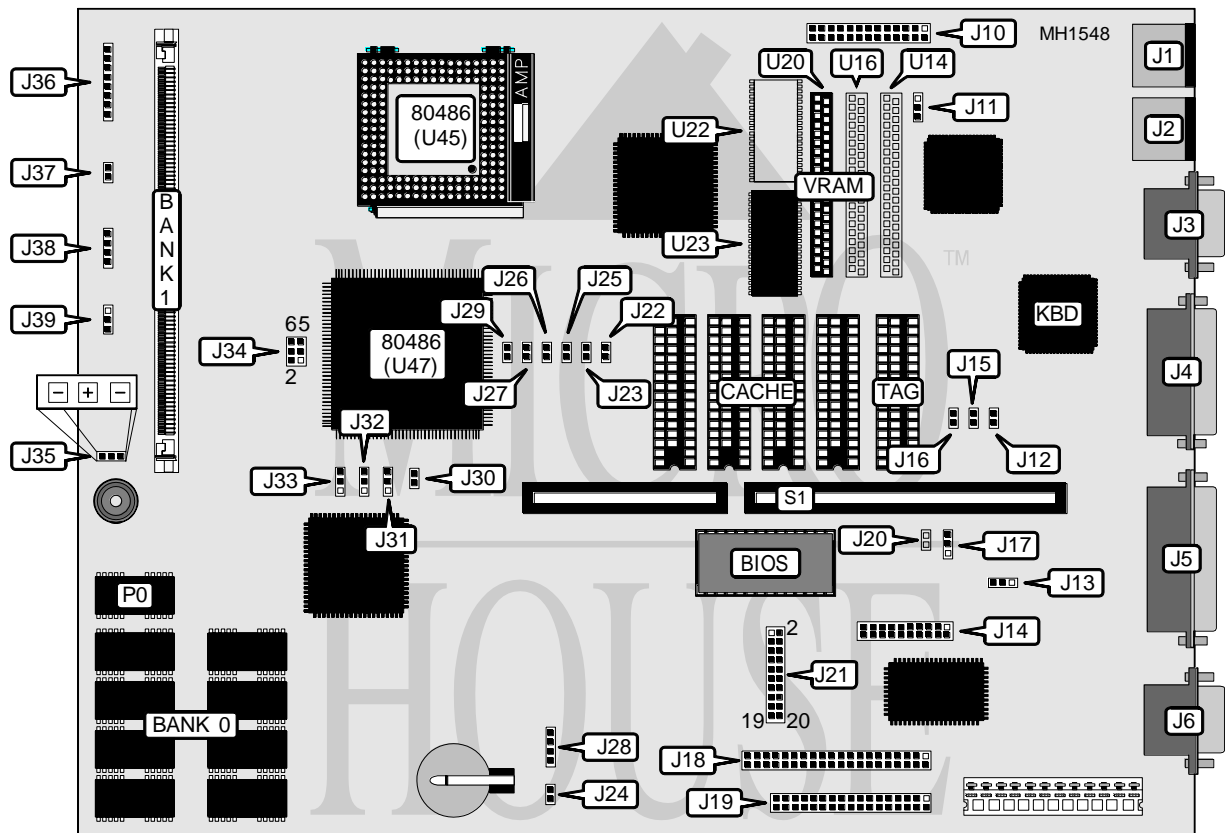 J10
MH1548
J1
J36
U20
U16
U14
AMP
80486
(U45)
J11
J2
U22
J37
BANK 1
VRAM
J3
J38
U23
MICRO
TM
J26
J25
J39
J29
J22
KBD
65
J34
2
80486
(U47)
J4
J27
J23
CACHE
TAG
J15
J32
J35
J16
J12
J33
J30
S1
J31
J20
J17
J5
BIOS
P0
J13
HOUSE
2
J14
J21
BANK 0
19
20
J6
J28
J18
J24
J19